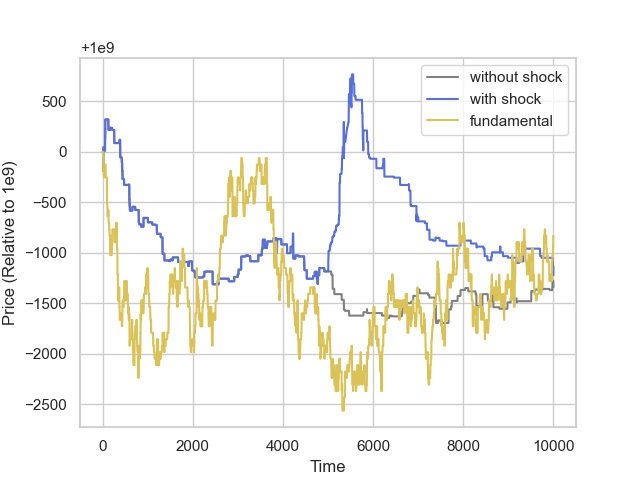 +1e9
without shock
with shock
fundamental
500
0
−500
−1000
−1500
−2000
−2500
Price (Relative to 1e9)
0
2000
4000
6000
8000
10000
Time